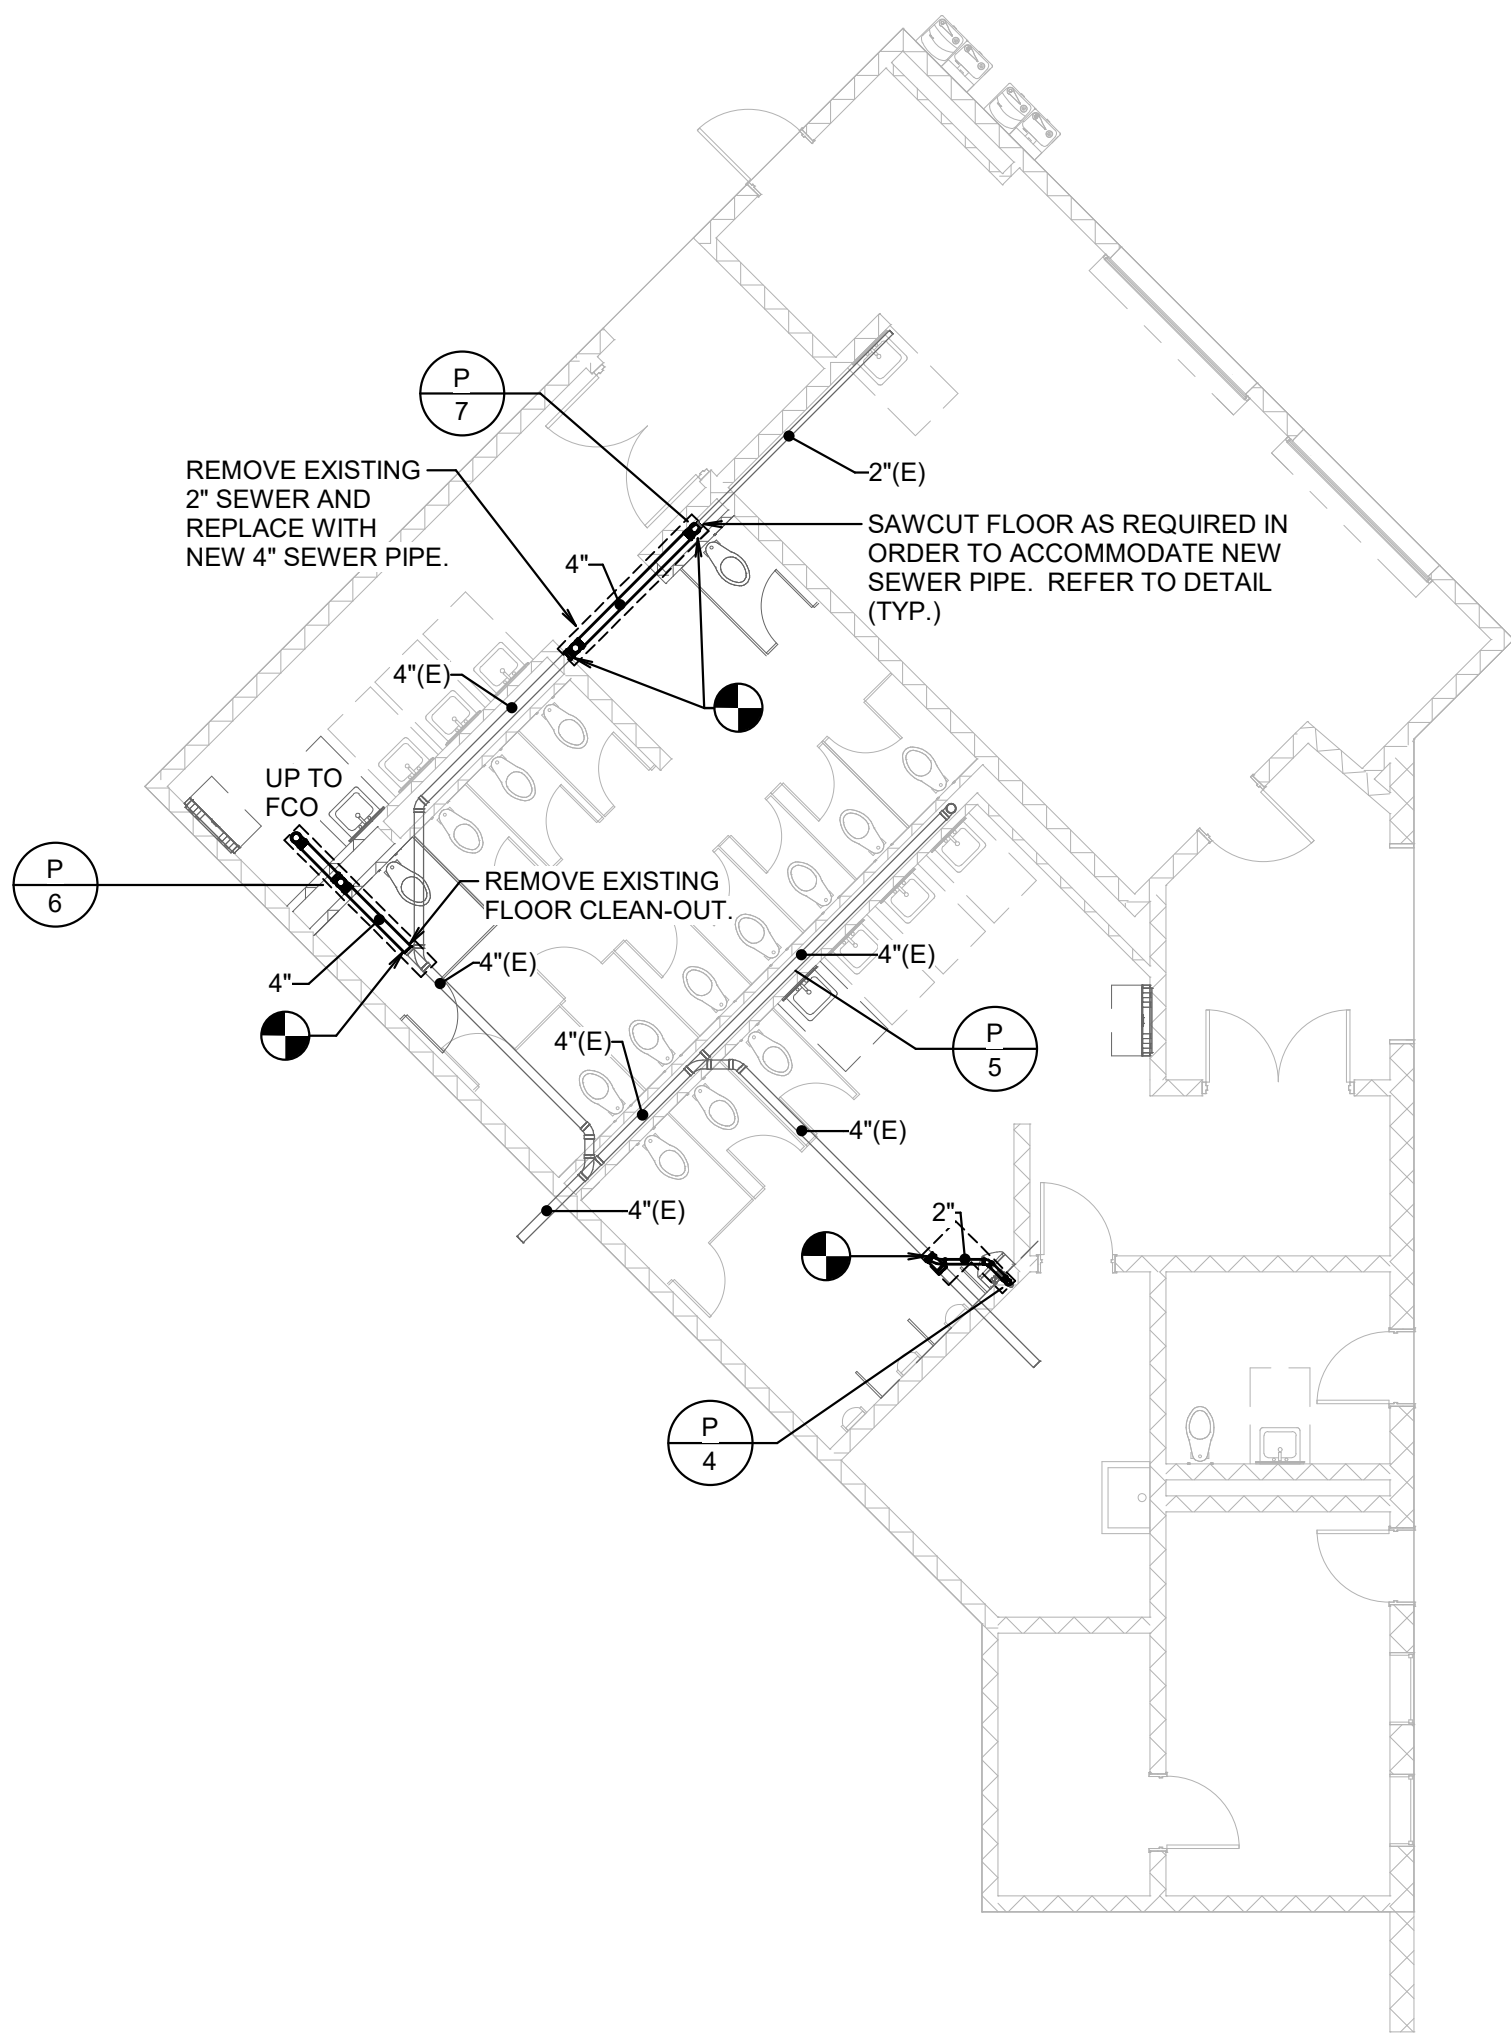 P
7
REMOVE EXISTING
2" SEWER AND
REPLACE WITH
NEW 4" SEWER PIPE.
2"(E)
SAWCUT FLOOR AS REQUIRED IN
ORDER TO ACCOMMODATE NEW
SEWER PIPE.  REFER TO DETAIL
(TYP.)
4"
4"(E)
UP TO
FCO
P
6
REMOVE EXISTING
FLOOR CLEAN-OUT.
4"
4"(E)
4"(E)
4"(E)
P
5
4"(E)
4"(E)
2"
P
4